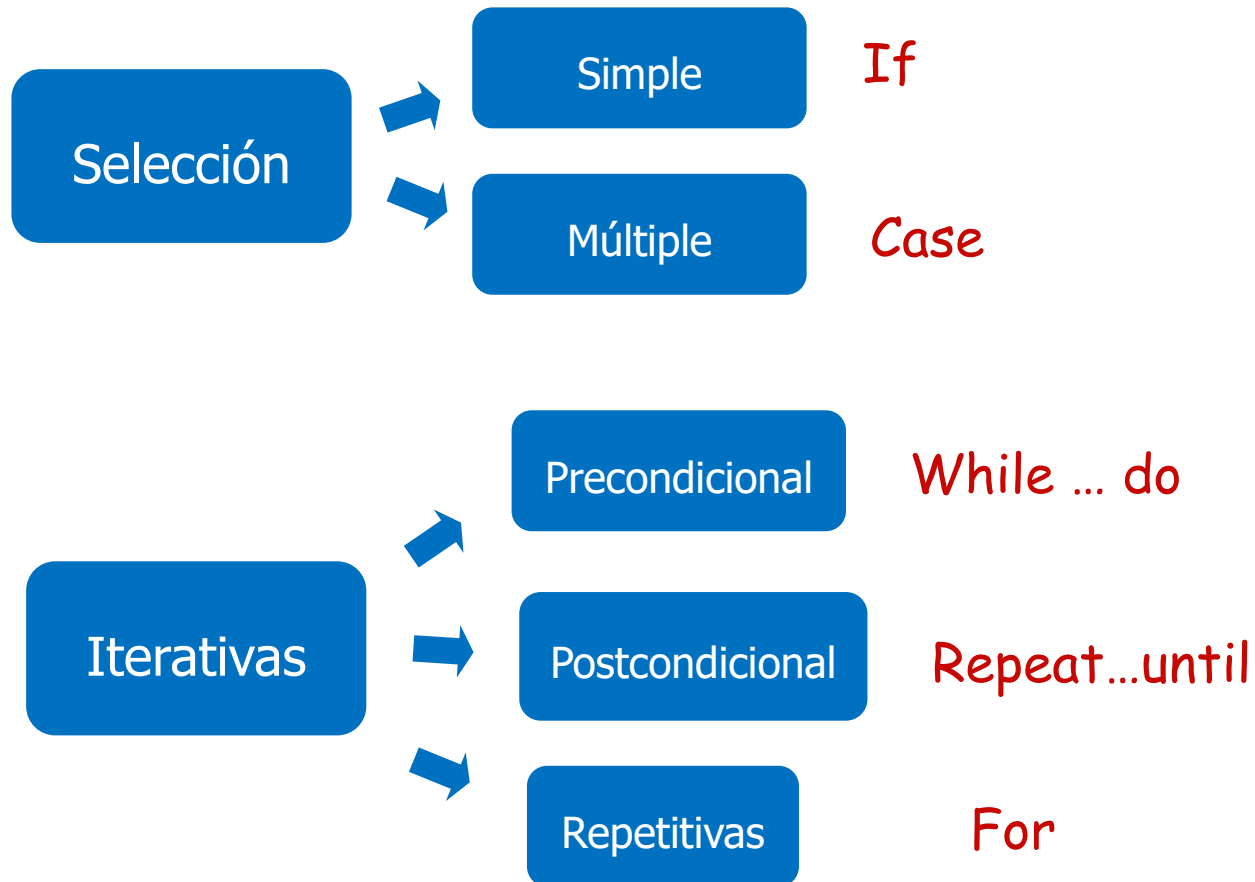 Selección
Simple
If
Múltiple
Case
Iterativas
Precondicional
While ... do
Postcondicional
Repeat...until
Repetitivas
For